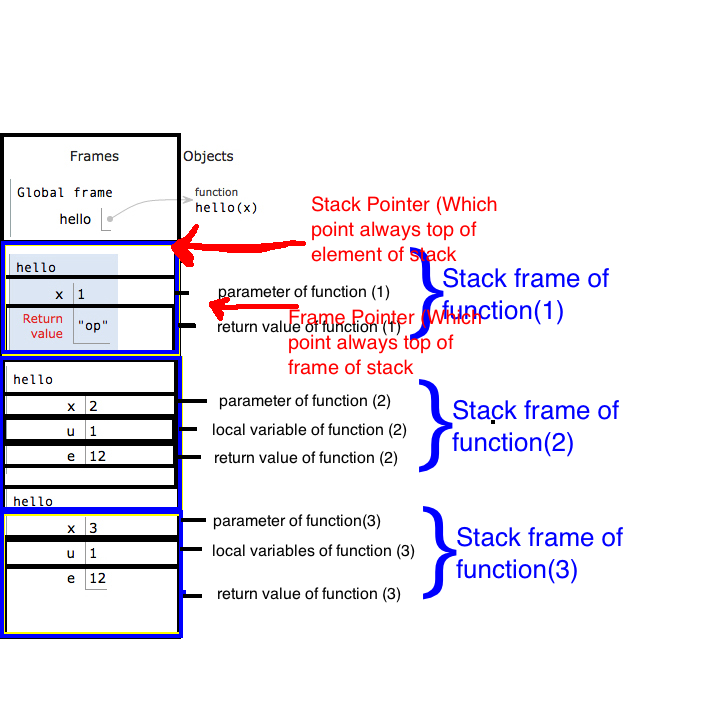 Frames Objects
Global frame
function
hello
hello(x)
Stack Pointer (Which
point always top of
element of stack
hello
x 1
parameter of function (1)
Return
value
"op"
return value of function (1)
Stack frame of
function(1)
Frame Pointer (Which
point always top of
frame of stack
hello
x 2
parameter of function (2)
u 1
local variable of function (2)
e 12
return value of function (2)
Stack frame of
function(2)
hello
x 3
parameter of function(3)
u 1
local variables of function (3)
e 12
return value of function (3)
Stack frame of
function(3)